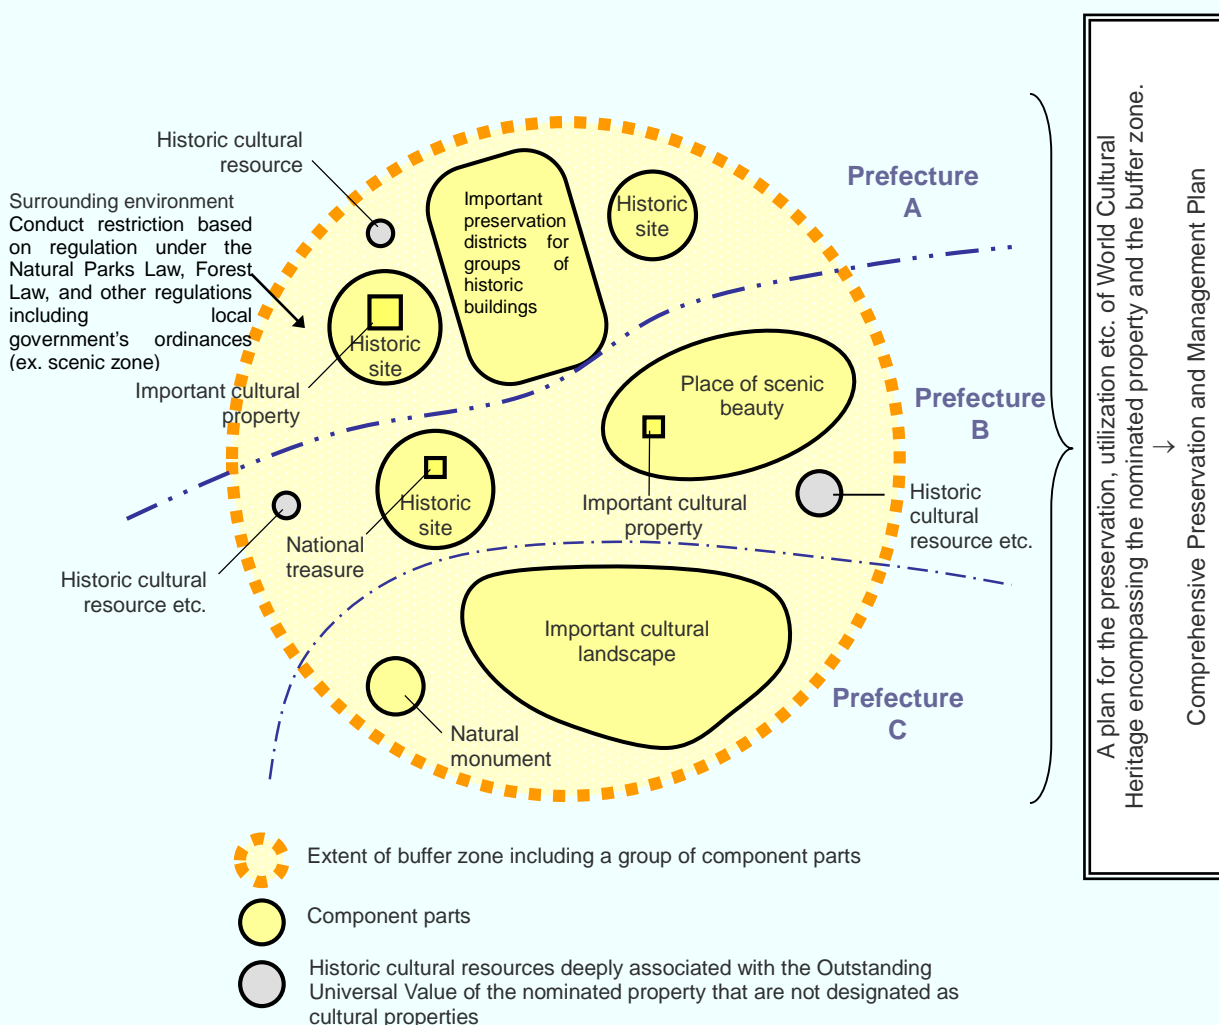 Historic cultural
resource
Surrounding environment
Conduct restriction based
on regulation under the
Natural Parks Law, Forest
Law, and other regulations
including local
government's ordinances
(ex. scenic zone)
Important cultural
property
Historic
site
Important
preservation
districts for
groups of
historic
buildings
Historic
site
Prefecture
A
Place of scenic
beauty
Prefecture
B
Important cultural
property
Historic
cultural
resource etc.
Historic
site
National
treasure
Historic cultural
resource etc.
Important cultural
landscape
Natural
monument
Prefecture
C
A plan for the preservation, utilization etc. of World Cultural
Heritage encompassing the nominated property and the buffer zone.
→
Comprehensive Preservation and Management Plan
Extent of buffer zone including a group of component parts
Component parts
Historic cultural resources deeply associated with the Outstanding
Universal Value of the nominated property that are not designated as
cultural properties